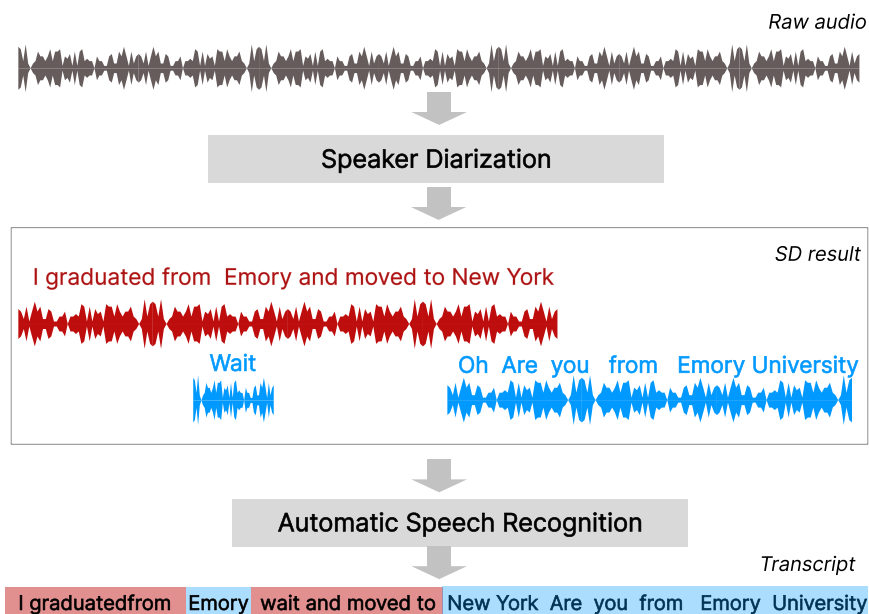 Raw audio
Speaker Diarization
SD result
I graduated from Emory and moved to New York
Wait
Oh Are you from Emory University
Automatic Speech Recognition
Transcript
I graduatedfrom Emory wait and moved to New York Are you from Emory University